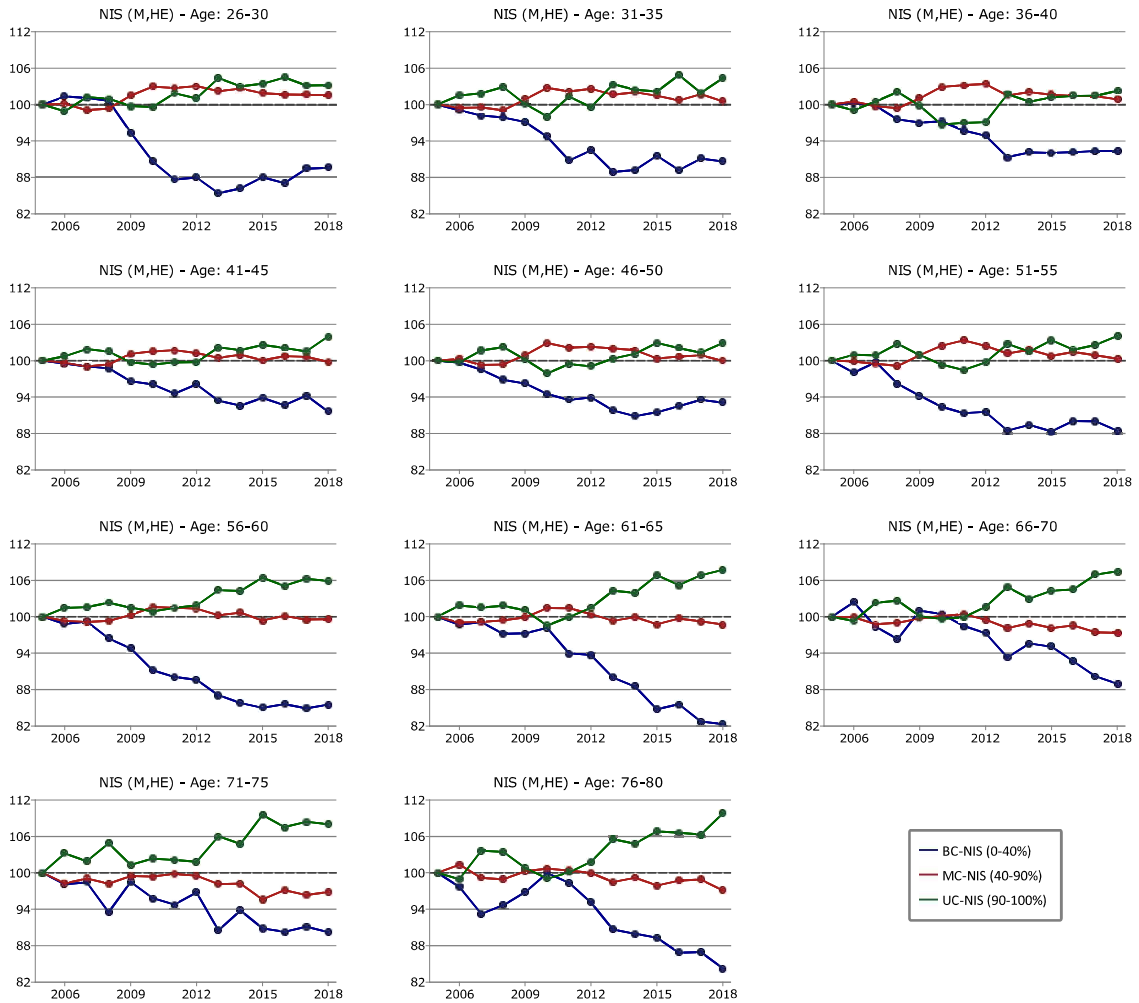 NIS (M,HE) - Age: 26-30
112
106
100
94
88
82
2006 2009 2012 2015 2018
NIS (M,HE) - Age: 31-35
112
106
100
94
88
82
2006 2009 2012 2015 2018
NIS (M,HE) - Age: 36-40
112
106
100
94
88
82
2006 2009 2012 2015 2018
NIS (M,HE) - Age: 41-45
112
106
100
94
88
82
2006 2009 2012 2015 2018
NIS (M,HE) - Age: 46-50
112
106
100
94
88
82
2006 2009 2012 2015 2018
NIS (M,HE) - Age: 51-55
112
106
100
94
88
82
2006 2009 2012 2015 2018
NIS (M,HE) - Age: 56-60
112
106
100
94
88
82
2006 2009 2012 2015 2018
NIS (M,HE) - Age: 61-65
112
106
100
94
88
82
2006 2009 2012 2015 2018
NIS (M,HE) - Age: 66-70
112
106
100
94
88
82
2006 2009 2012 2015 2018
NIS (M,HE) - Age: 71-75
112
106
100
94
88
82
2006 2009 2012 2015 2018
NIS (M,HE) - Age: 76-80
112
106
100
94
88
82
2006 2009 2012 2015 2018
BC-NIS (0-40%)
MC-NIS (40-90%)
UC-NIS (90-100%)